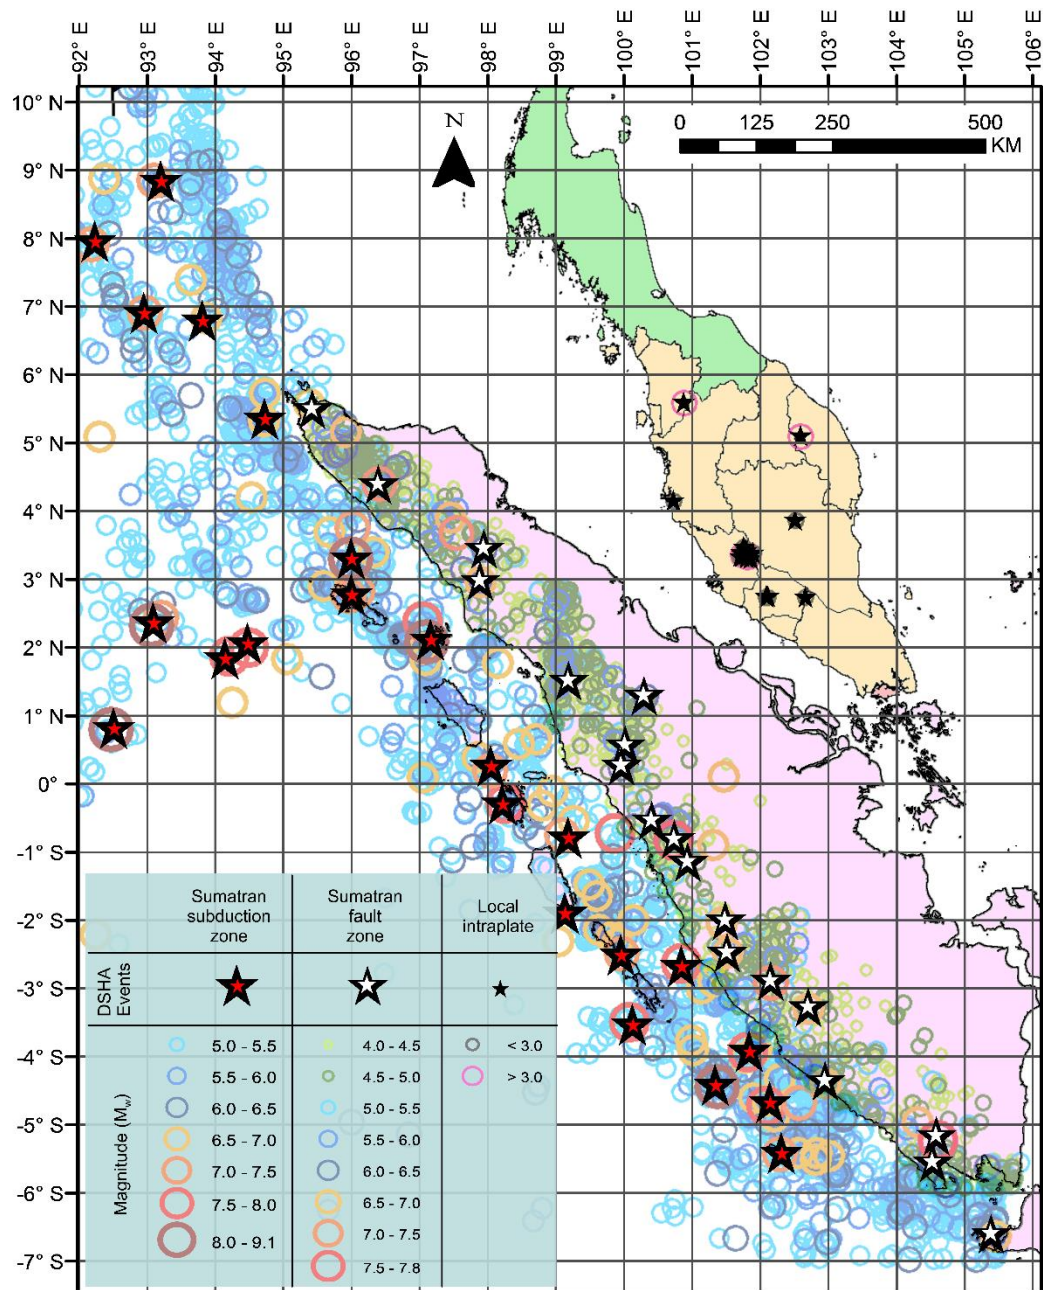 92° E 93° E 94° E 95° E 96° E 97° E 98° E 99° E 100° E 101° E 102° E 103° E 104° E 105° E 106° E
10° N
9° N
8° N
7° N
6° N
5° N
4° N
3° N
2° N
1° N
0°
-1° S
-2° S
-3° S
-4° S
-5° S
-6° S
-7° S
N
0 125 250 500
KM
Sumatran subduction zone
Sumatran fault zone
Local intraplate
DSHA Events
Magnitude (Mw)
5.0 - 5.5
5.5 - 6.0
6.0 - 6.5
6.5 - 7.0
7.0 - 7.5
7.5 - 8.0
8.0 - 9.1
4.0 - 4.5
4.5 - 5.0
5.0 - 5.5
5.5 - 6.0
6.0 - 6.5
6.5 - 7.0
7.0 - 7.5
7.5 - 7.8
< 3.0
> 3.0